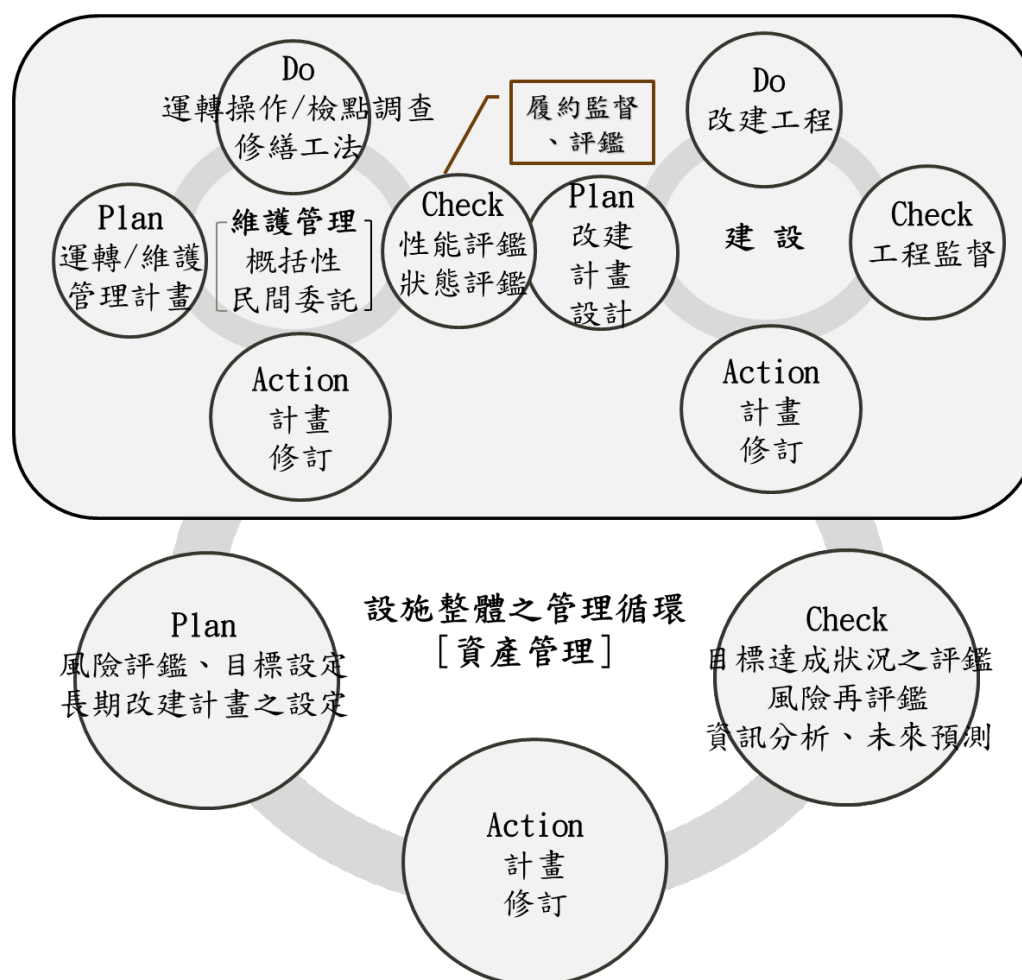 Do
運轉操作/檢點調查
修繕工法
Plan
運轉/維護
管理計畫
維護管理
概括性
民間委託
Check
性能評鑑
狀態評鑑
Action
計畫
修訂
履約監督
、評鑑
Do
改建工程
Plan
改建
計畫
設計
建 設
Check
工程監督
Action
計畫
修訂
設施整體之管理循環
[資產管理]
Plan
風險評鑑、目標設定
長期改建計畫之設定
Check
目標達成狀況之評鑑
風險再評鑑
資訊分析、未來預測
Action
計畫
修訂